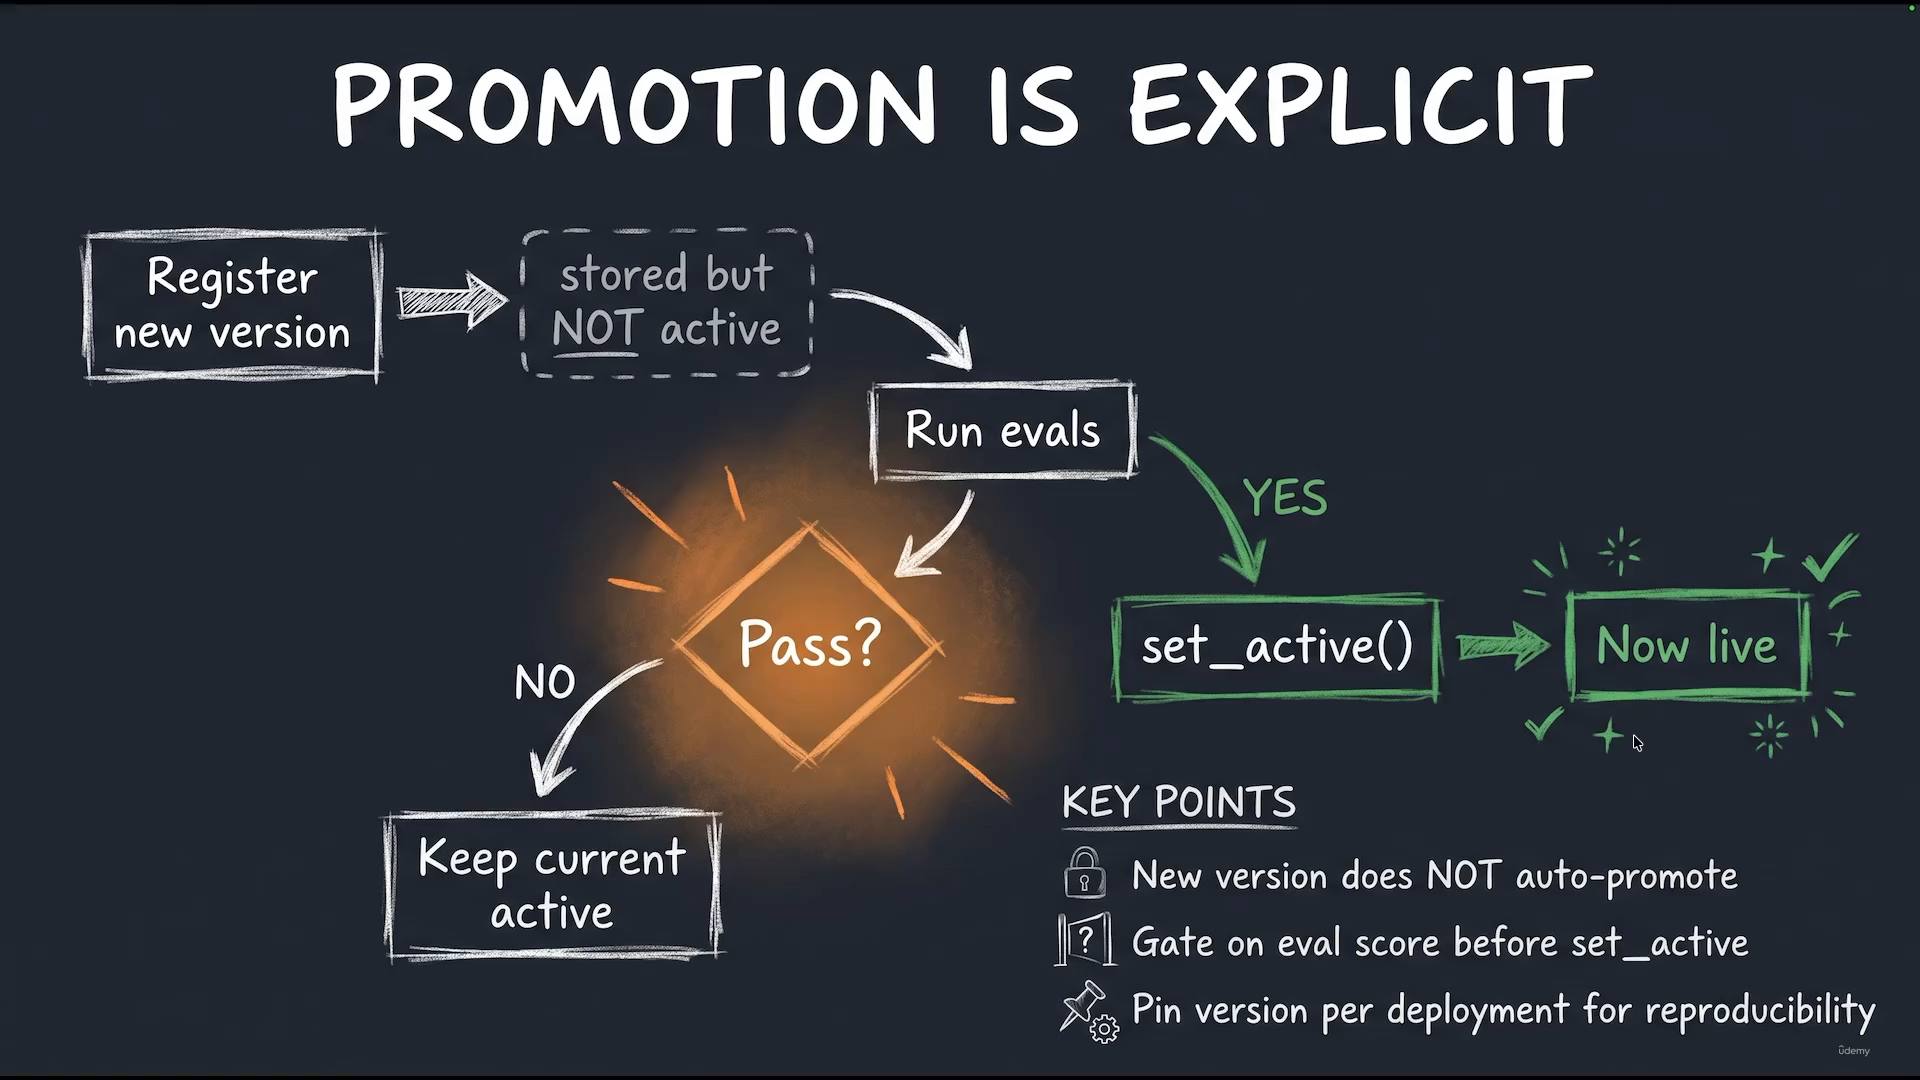 PROMOTION IS EXPLICIT
Register
new version
stored but
NOT active
Run evals
YES
Pass?
NO
set_active()
Now live
Keep current
active
KEY POINTS
New version does NOT auto-promote
?
Gate on eval score before set_active
Pin version per deployment for reproducibility
udemy